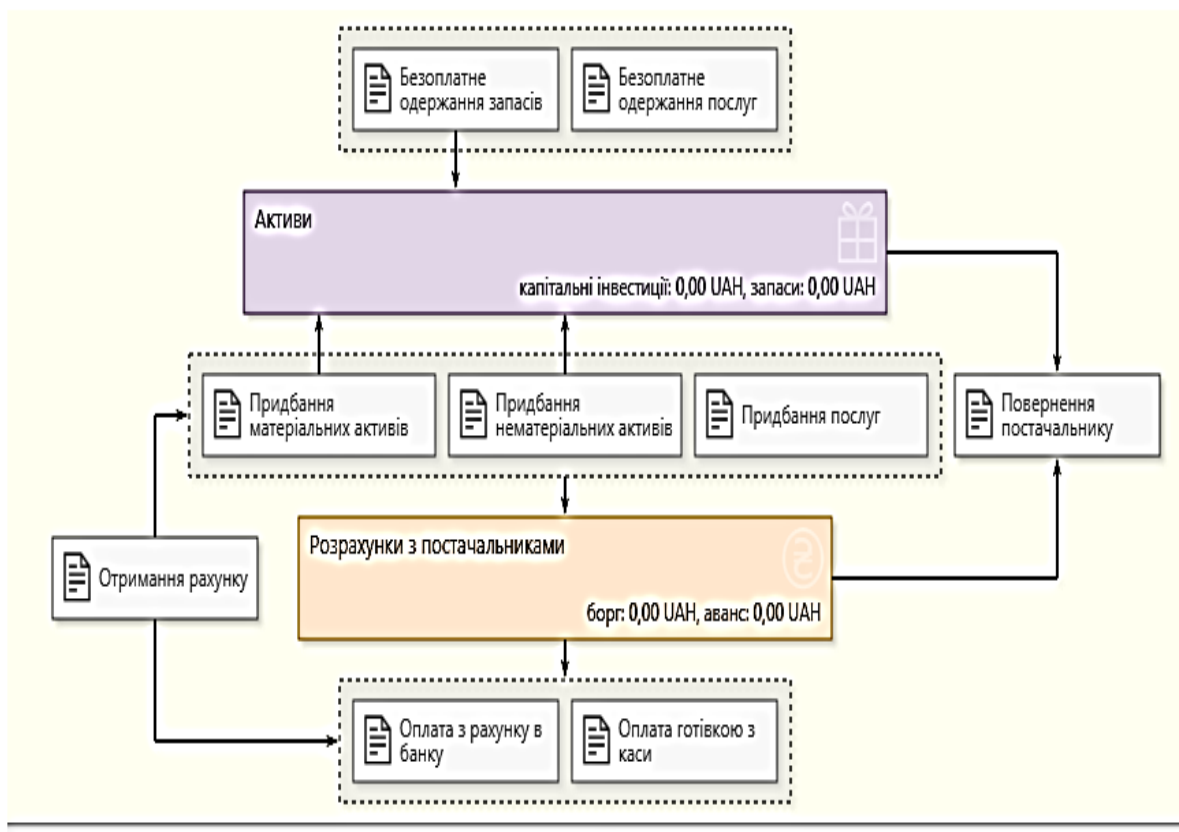 Безоплатне
одержання запасів
Безоплатне
одержання послуг
Активи
капітальні інвестиції: 0,00 UAH, запаси: 0,00 UAH
Придбання
матеріальних активів
Придбання
нематеріальних активів
Придбання послуг
Повернення
постачальнику
Розрахунки з постачальниками
борг: 0,00 UAH, аванс: 0,00 UAH
Отримання рахунку
Оплата з рахунку в
банку
Оплата готівкою з
каси